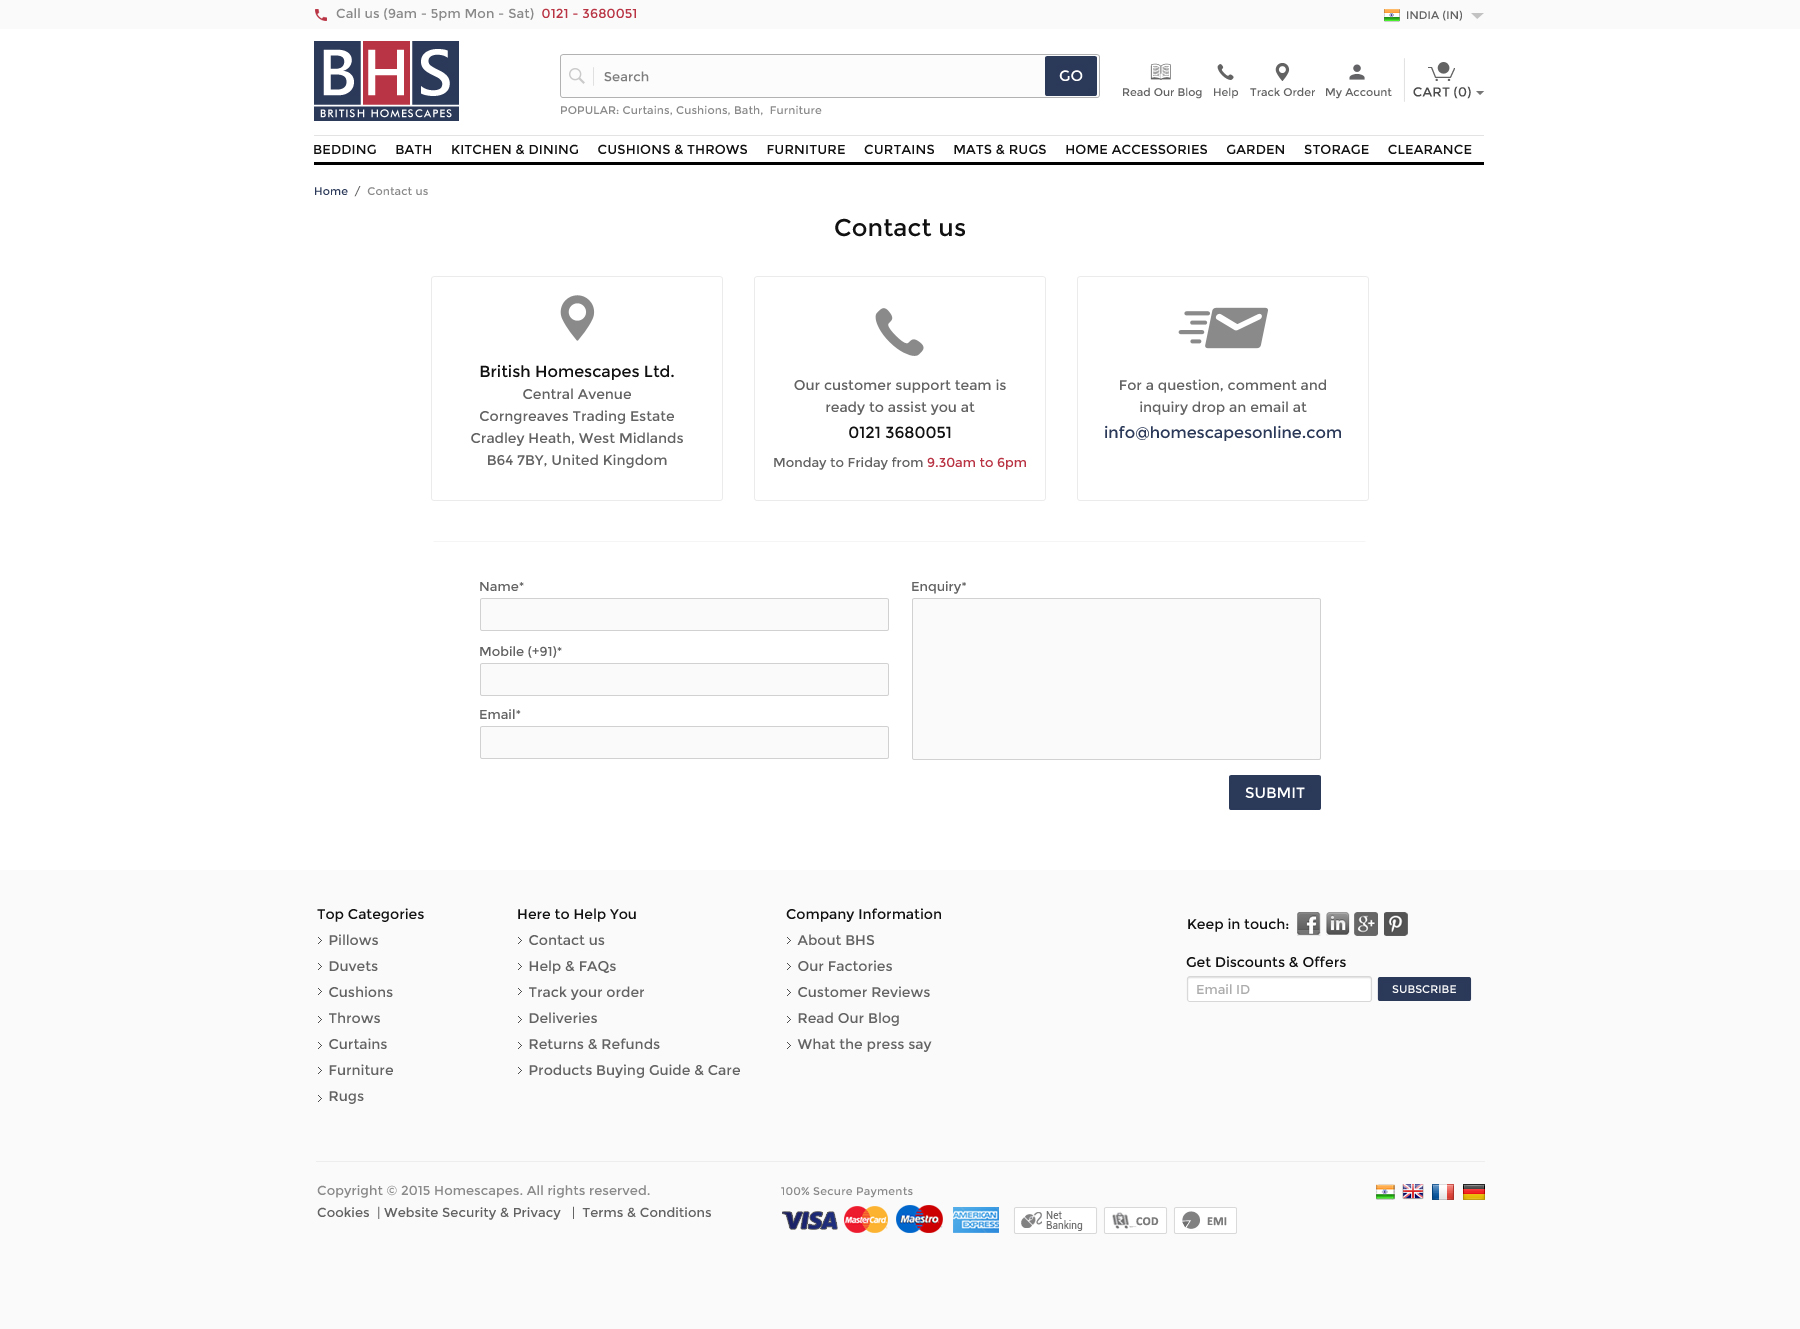 Call us (9am - 5pm Mon - Sat) 0121 - 3680051
INDIA (IN)
BHS
BRITISH HOMESCAPES
Search
GO
POPULAR: Curtains, Cushions, Bath, Furniture
Read Our Blog
Help
Track Order
My Account
CART (0)
BEDDING BATH KITCHEN & DINING CUSHIONS & THROWS FURNITURE CURTAINS MATS & RUGS HOME ACCESSORIES GARDEN STORAGE CLEARANCE
Home / Contact us
Contact us
British Homescapes Ltd.
Central Avenue
Corngreaves Trading Estate
Cradley Heath, West Midlands
B64 7BY, United Kingdom
Our customer support team is
ready to assist you at
0121 3680051
Monday to Friday from 9.30am to 6pm
For a question, comment and
inquiry drop an email at
info@homescapesonline.com
Name*
Mobile (+91)*
Email*
Enquiry*
SUBMIT
Top Categories
Pillows
Duvets
Cushions
Throws
Curtains
Furniture
Rugs
Here to Help You
Contact us
Help & FAQs
Track your order
Deliveries
Returns & Refunds
Products Buying Guide & Care
Company Information
About BHS
Our Factories
Customer Reviews
Read Our Blog
What the press say
Keep in touch: f in g+ P
Get Discounts & Offers
Email ID
SUBSCRIBE
Copyright © 2015 Homescapes. All rights reserved.
Cookies | Website Security & Privacy | Terms & Conditions
100% Secure Payments
VISA
MasterCard
Maestro
AMERICAN
EXPRESS
Net
Banking
COD
EMI